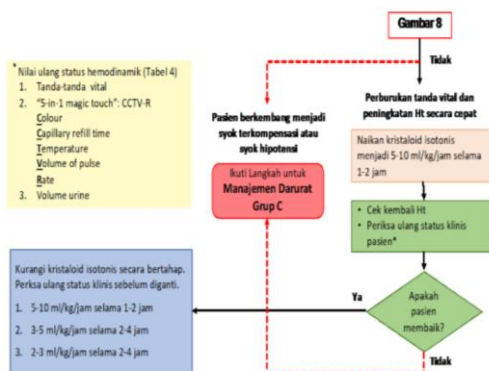 Gambar 8
Tidak
*Nilai ulang status hemodinamik (Tabel 4)
1. Tanda-tanda vital
2. "5-in-1 magic touch": CCTV-R
Colour
Capillary refill time
Temperature
Volume of pulse
Rate
3. Volume urine
Pasien berkembang menjadi
syok terkompensasi atau
syok hipotensi
Ikuti Langkah untuk
Manajemen Darurat
Grup C
Perburukan tanda vital dan
peningkatan Ht secara cepat
Naikan kristaloid isotonis
menjadi 5-10 ml/kg/jam selama
1-2 jam
• Cek kembali Ht
• Periksa ulang status klinis
pasien*
Apakah
pasien
membaik?
Ya
Tidak
Kurangi kristaloid isotonis secara bertahap.
Perksa ulang status klinis sebelum diganti.
1. 5-10 ml/kg/jam selama 1-2 jam
2. 3-5 ml/kg/jam selama 2-4 jam
3. 2-3 ml/kg/jam selama 2-4 jam